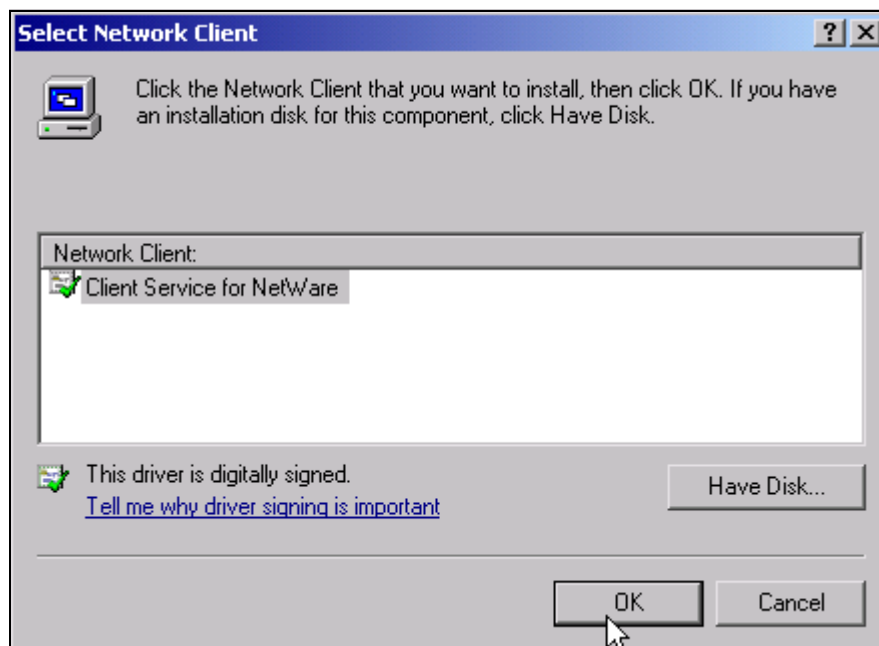 Select Network Client
Click the Network Client that you want to install, then click OK. If you have
an installation disk for this component, click Have Disk.
Network Client:
Client Service for NetWare
This driver is digitally signed.
Have Disk...
Tell me why driver signing is important
OK
Cancel